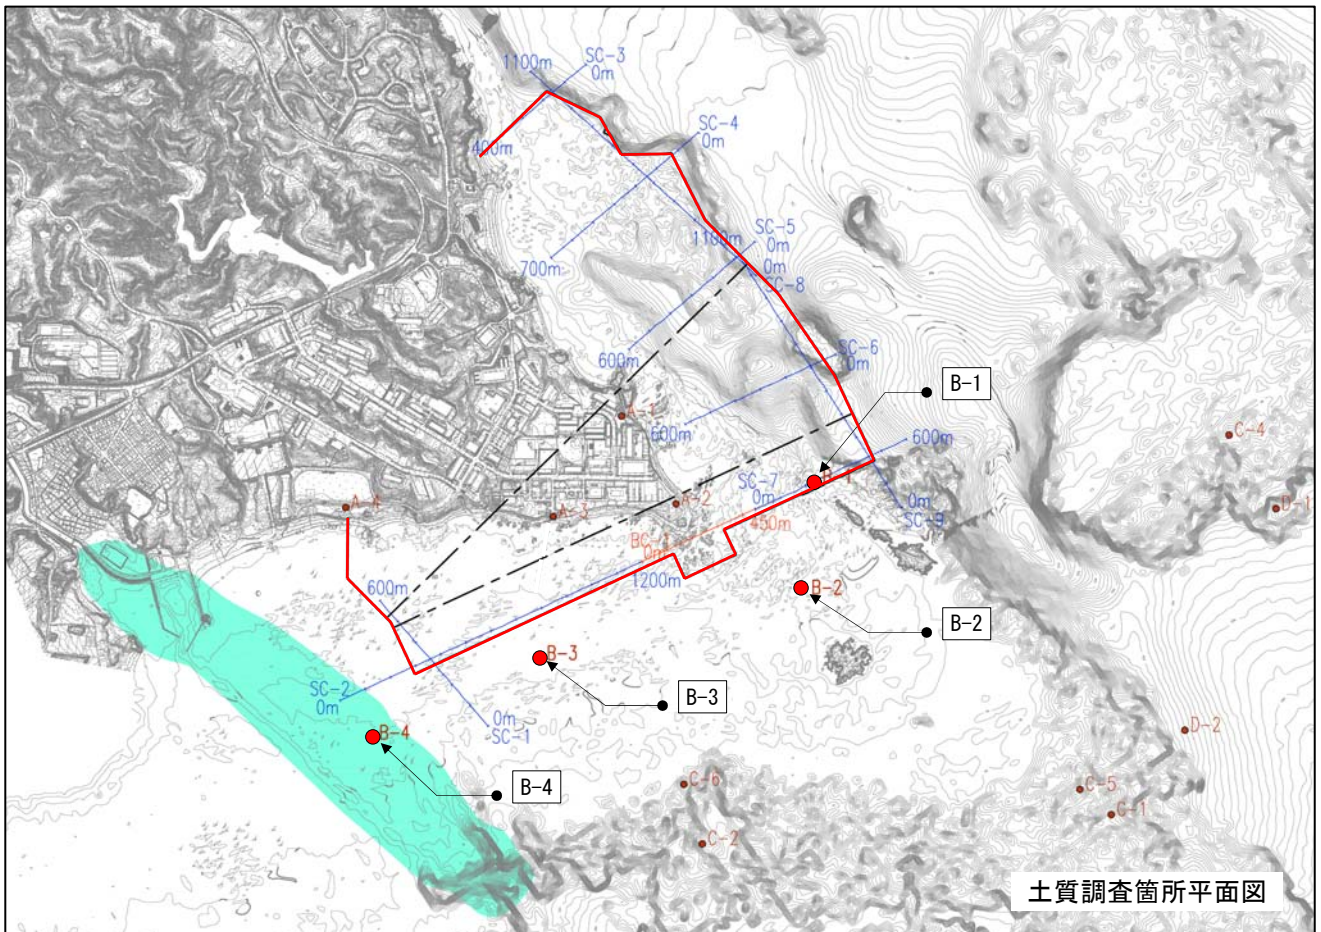 1100m
SC-3
0m
400m
SC-4
0m
700m
SC-5
1100m
0m
0m
SC-8
600m
SC-6
0m
600m
B-1
A-1
600m
C-4
SC-7
0m
B-1
0m
SC-9
D-1
A-4
A-3
A-2
450m
BC-1
0m
1200m
600m
B-2
B-2
B-3
B-3
SC-2
0m
0m
SC-1
B-4
B-4
D-2
C-6
C-5
C-1
C-2
土質調査箇所平面図